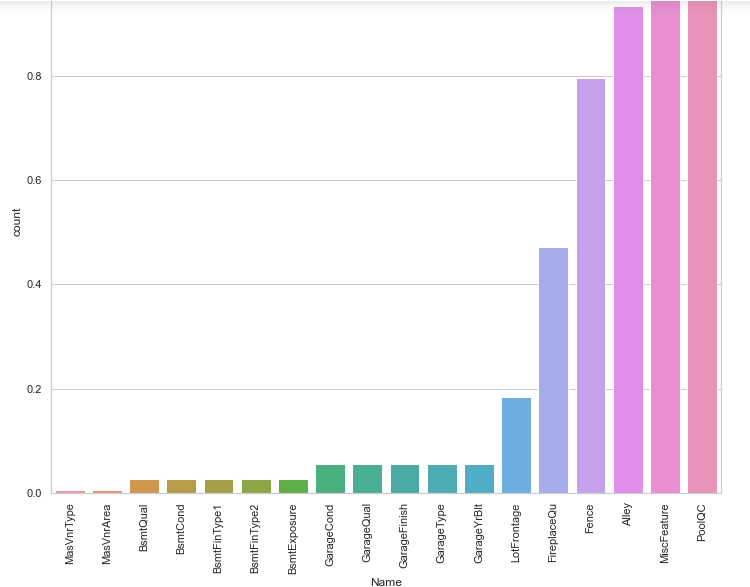 0.8
0.6
0.4
0.2
0.0
count
MasVnrType
MasVnrArea
BsmtQual
BsmtCond
BsmtFinType1
BsmtFinType2
BsmtExposure
GarageCond
GarageQual
GarageFinish
GarageType
GarageYrBlt
LotFrontage
FireplaceQu
Fence
Alley
MiscFeature
PoolQC
Name